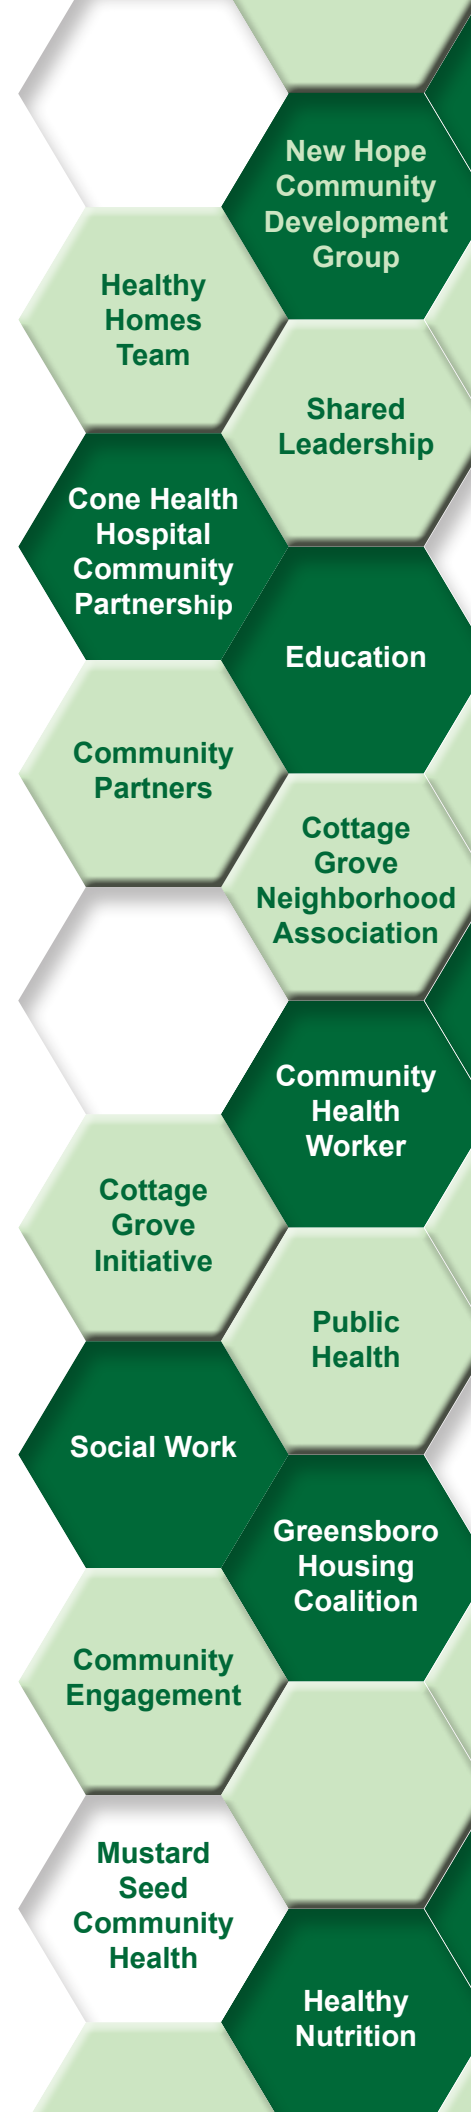 New Hope
Community
Development
Group
Healthy
Homes
Team
Shared
Leadership
Cone Health
Hospital
Community
Partnership
Education
Community
Partners
Cottage
Grove
Neighborhood
Association
Community
Health
Worker
Cottage
Grove
Initiative
Public
Health
Social Work
Greensboro
Housing
Coalition
Community
Engagement
Mustard
Seed
Community
Health
Healthy
Nutrition